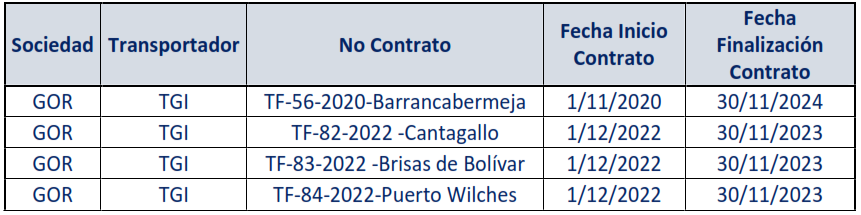 Sociedad Transportador No Contrato Fecha Inicio Contrato Fecha Finalización Contrato
GOR TGI TF-56-2020-Barrancabermeja 1/11/2020 30/11/2024
GOR TGI TF-82-2022 -Cantagallo 1/12/2022 30/11/2023
GOR TGI TF-83-2022 -Brisas de Bolívar 1/12/2022 30/11/2023
GOR TGI TF-84-2022-Puerto Wilches 1/12/2022 30/11/2023